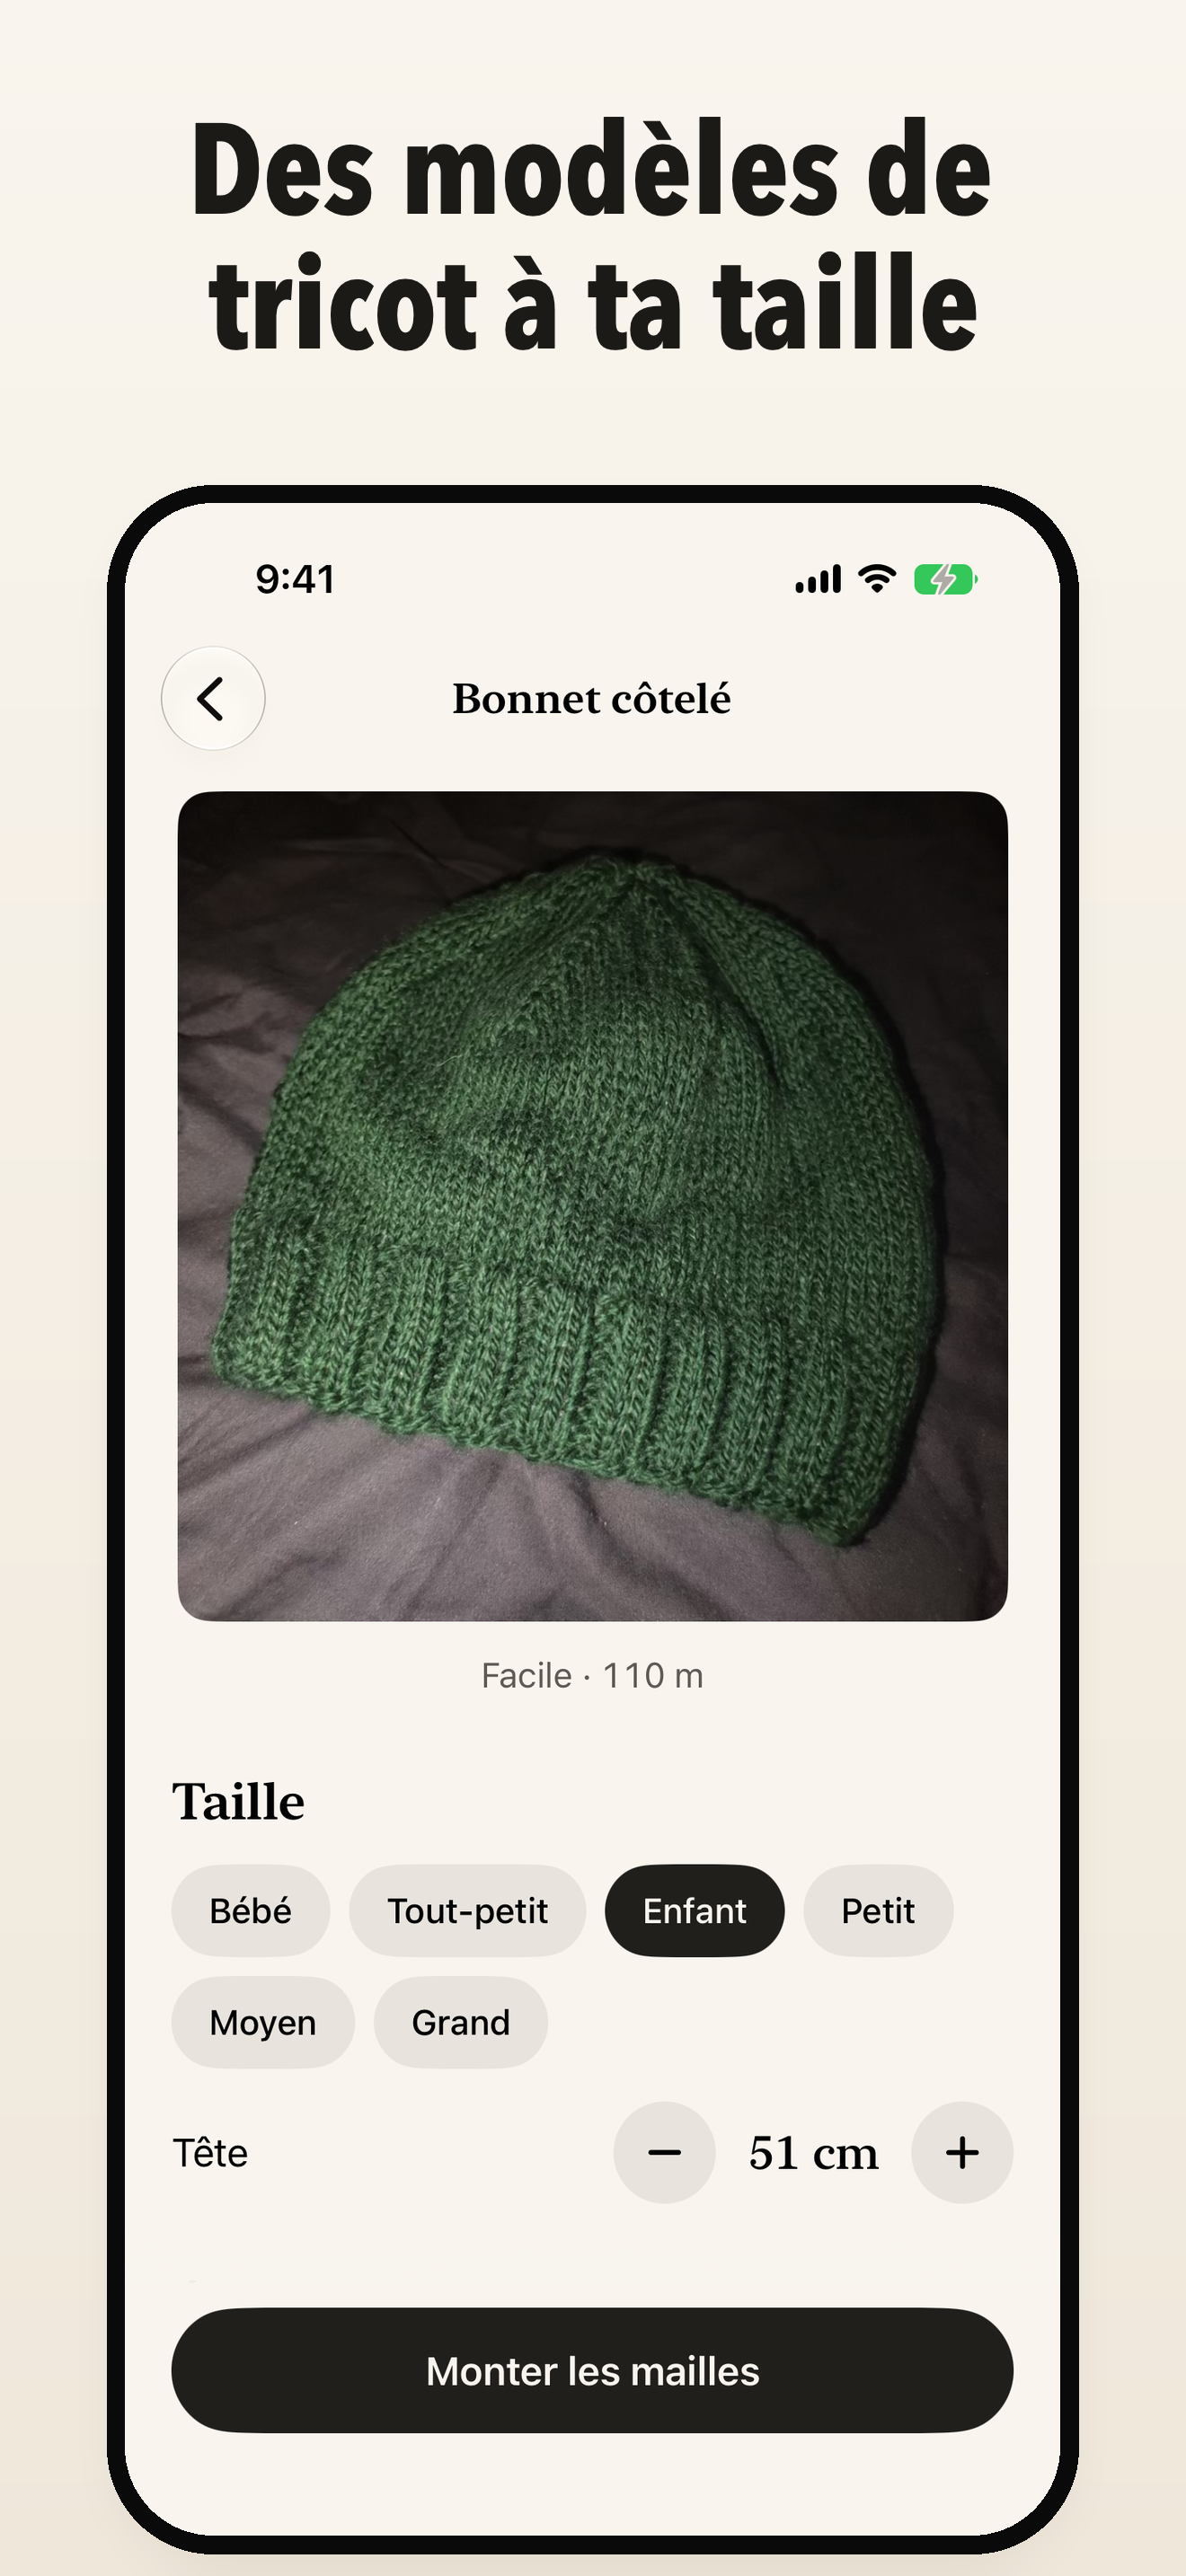 Des modèles de
tricot à ta taille
9:41
Bonnet côtelé
Facile · 110 m
Taille
Bébé Tout-petit Enfant Petit
Moyen Grand
Tête 51 cm
Monter les mailles